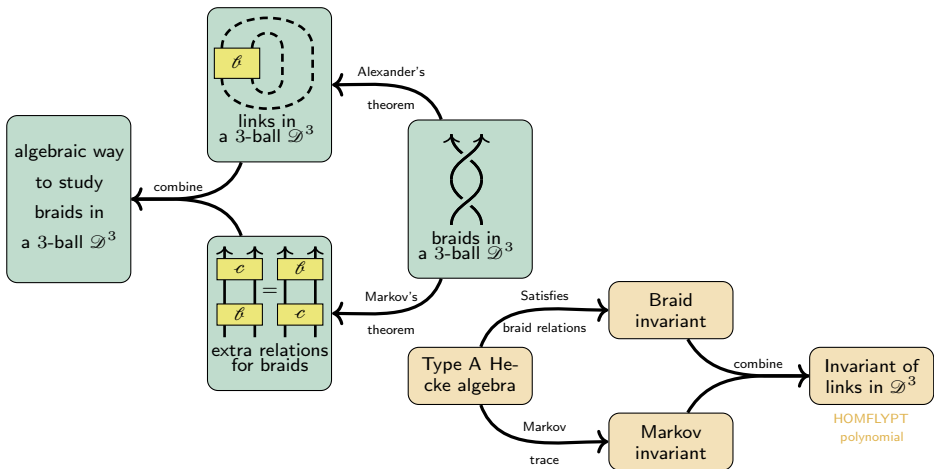 algebraic way
to study
braids in
a 3-ball 𝒟³
combine
𝒷
links in
a 3-ball 𝒟³
Alexander's
theorem
braids in
a 3-ball 𝒟³
𝒸 𝒷
=
𝒷 𝒸
extra relations
for braids
Markov's
theorem
Type A He-
cke algebra
Satisfies
braid relations
Braid
invariant
Markov
trace
Markov
invariant
combine
Invariant of
links in 𝒟³
HOMFLYPT
polynomial